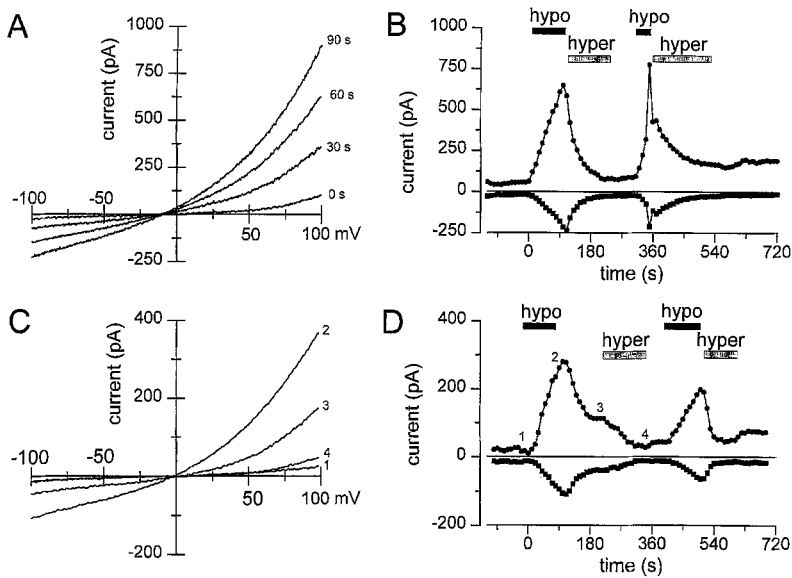 A
1000
750
500
250
-250
current (pA)
90 s
60 s
30 s
0 s
-100
-50
50
100 mV
B
hypo
hyper
hypo
hyper
1000
750
500
250
0
-250
current (pA)
0
180
360
540
720
time (s)
C
400
200
-200
current (pA)
2
3
4
1
-100
-50
50
100 mV
D
hypo
hyper
hypo
hyper
400
200
0
-200
current (pA)
1
2
3
4
0
180
360
540
720
time (s)